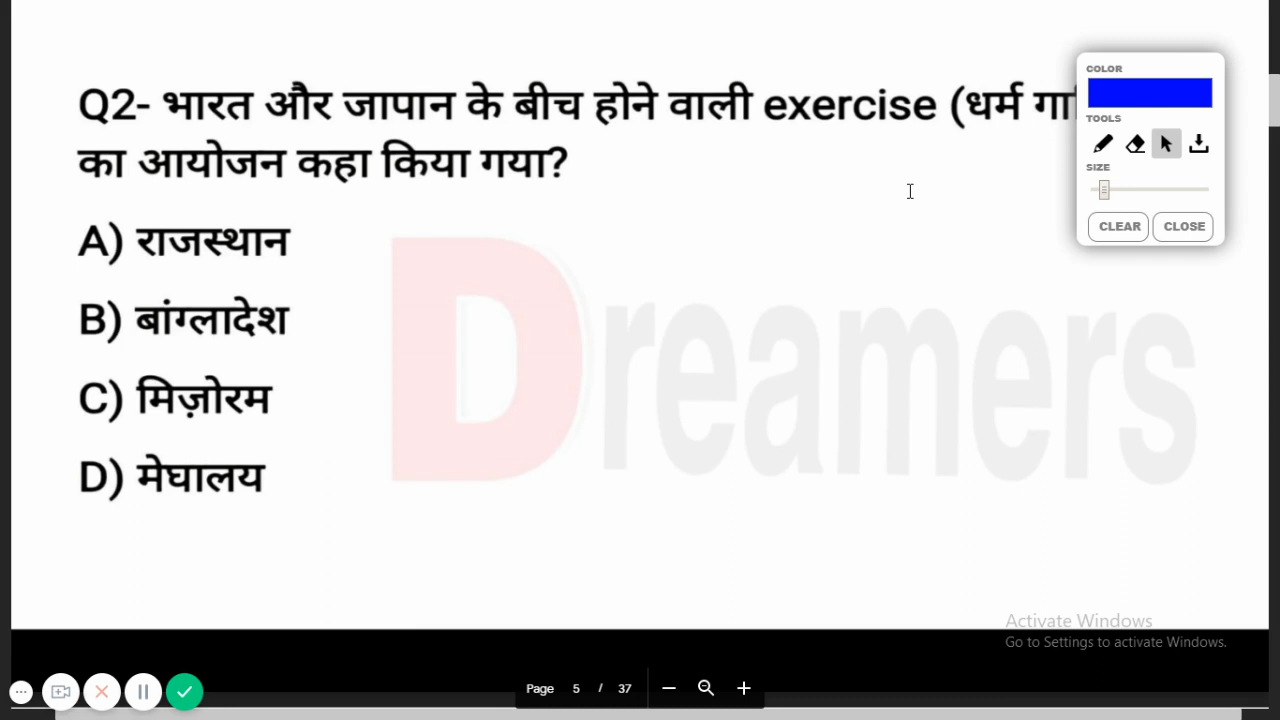 Q2- भारत और जापान के बीच होने वाली exercise (धर्म
का आयोजन कहा किया गया?
A) राजस्थान
B) बांग्लादेश
C) मिज़ोरम
D) मेघालय
Dreamers
COLOR
TOOLS
SIZE
CLEAR CLOSE
Activate Windows
Go to Settings to activate Windows.
Page 5 / 37